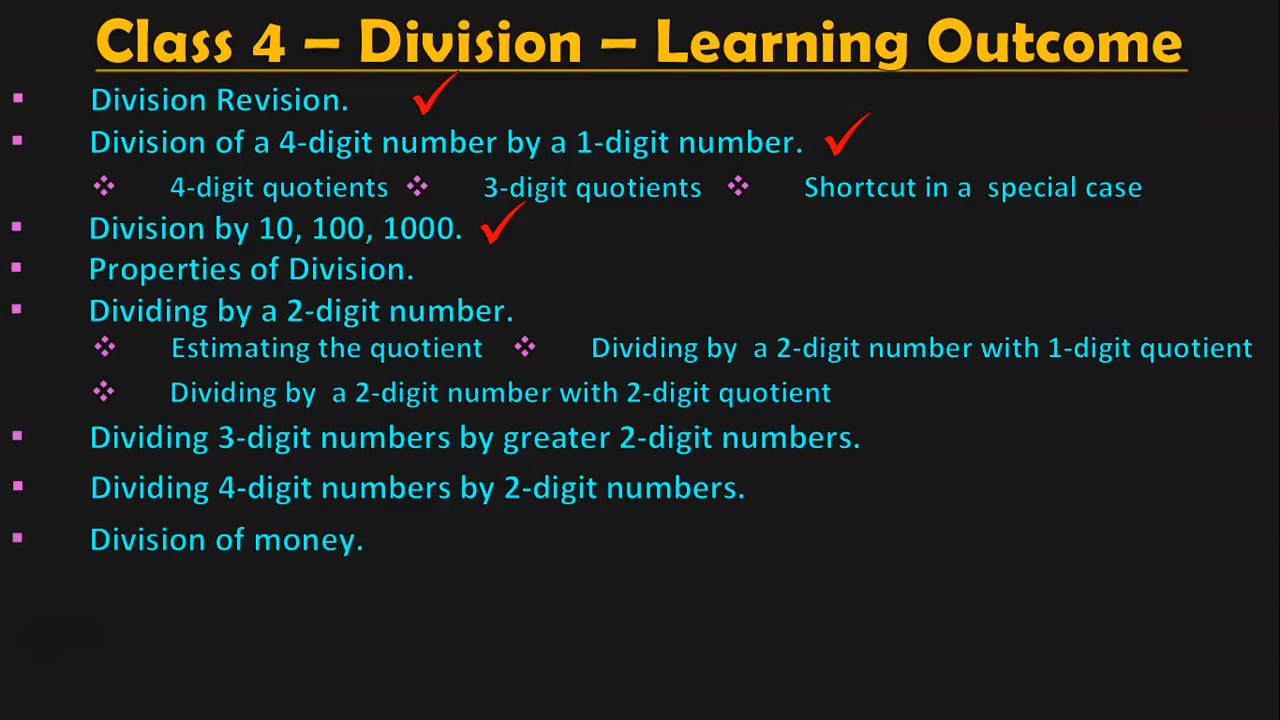 Class 4 – Division – Learning Outcome
▪ Division Revision. ✓
▪ Division of a 4-digit number by a 1-digit number. ✓
❖ 4-digit quotients ❖ 3-digit quotients ❖ Shortcut in a special case
▪ Division by 10, 100, 1000. ✓
▪ Properties of Division.
▪ Dividing by a 2-digit number.
❖ Estimating the quotient ❖ Dividing by a 2-digit number with 1-digit quotient
❖ Dividing by a 2-digit number with 2-digit quotient
▪ Dividing 3-digit numbers by greater 2-digit numbers.
▪ Dividing 4-digit numbers by 2-digit numbers.
▪ Division of money.